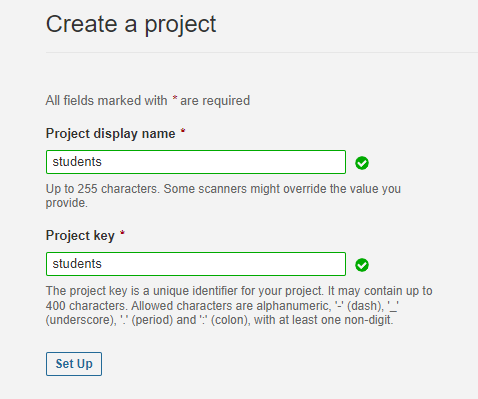 Create a project
All fields marked with * are required
Project display name *
students
Up to 255 characters. Some scanners might override the value you
provide.
Project key *
students
The project key is a unique identifier for your project. It may contain up to
400 characters. Allowed characters are alphanumeric, '-' (dash), '_'
(underscore), '.' (period) and ':' (colon), with at least one non-digit.
Set Up